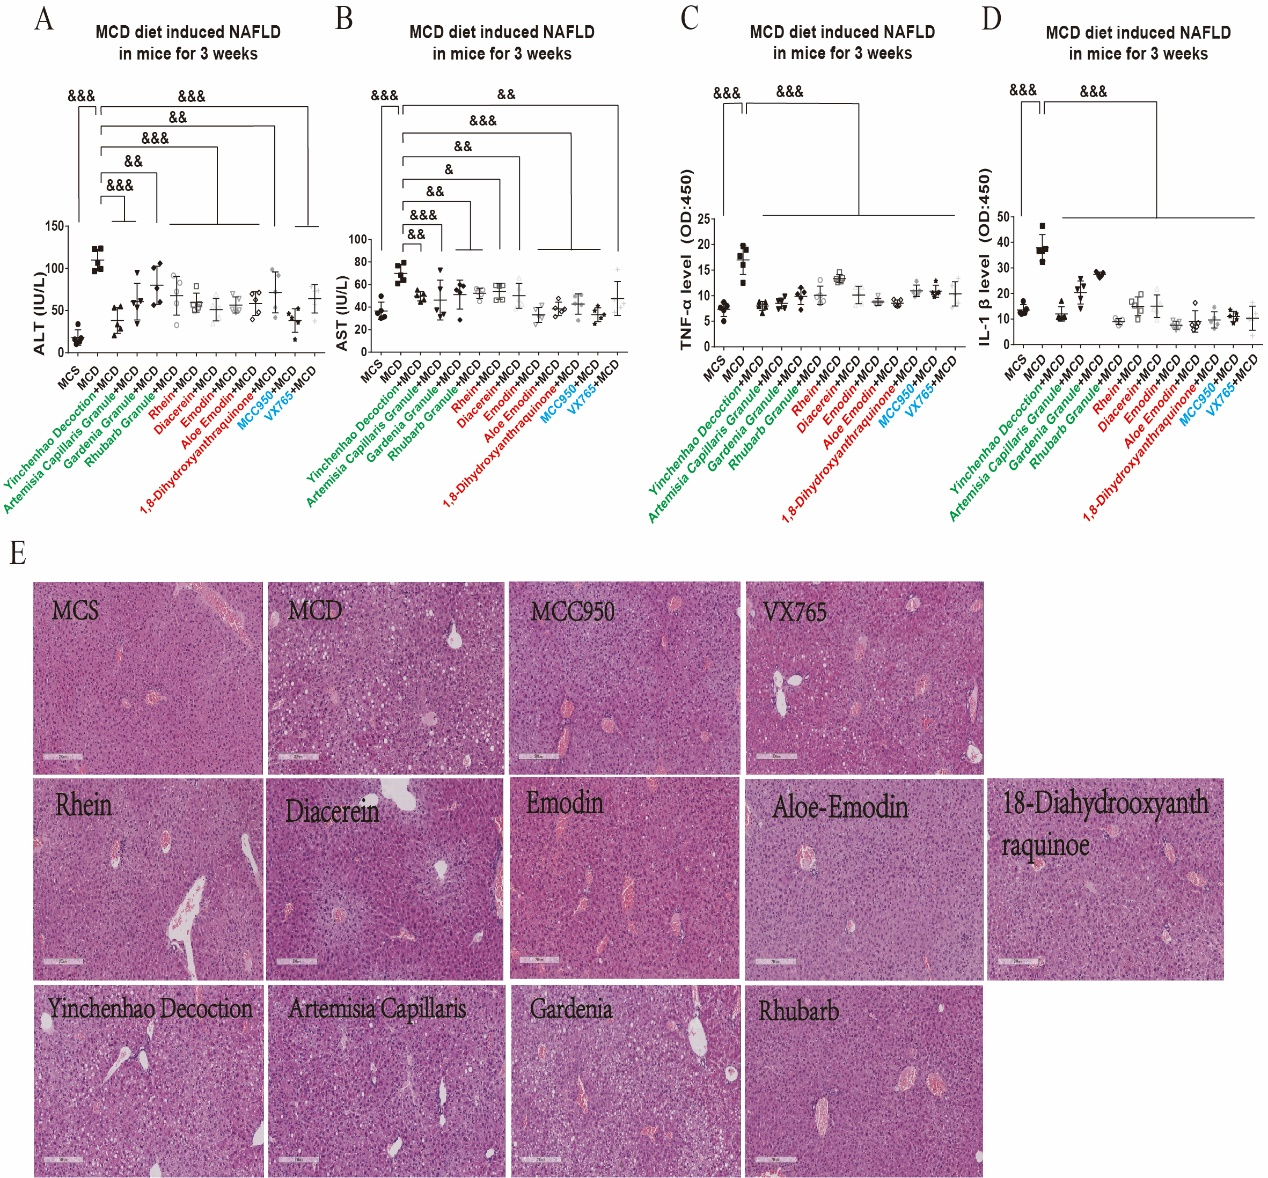 A
MCD diet induced NAFLD
in mice for 3 weeks
&&&
&&&
&&
&&&
&&
&&&
ALT (IU/L)
150
100
50
0
MCS
MCD
Yinchenhao Decoction+MCD
Artemisia Capillaris Granule+MCD
Gardenia Granule+MCD
Rhubarb Granule+MCD
Rhein+MCD
Diacerein+MCD
Emodin+MCD
Aloe Emodin+MCD
1,8-Dihydroxyanthraquinone+MCD
MCC950+MCD
VX765+MCD
B
MCD diet induced NAFLD
in mice for 3 weeks
&&&
&&
&&&
&&
&
&&
&&&
&&
AST (IU/L)
100
80
60
40
20
0
MCS
MCD
Yinchenhao Decoction+MCD
Artemisia Capillaris Granule+MCD
Gardenia Granule+MCD
Rhubarb Granule+MCD
Rhein+MCD
Diacerein+MCD
Emodin+MCD
Aloe Emodin+MCD
1,8-Dihydroxyanthraquinone+MCD
MCC950+MCD
VX765+MCD
C
MCD diet induced NAFLD
in mice for 3 weeks
&&&
&&&
TNF-α level (OD:450)
25
20
15
10
5
0
MCS
MCD
Yinchenhao Decoction+MCD
Artemisia Capillaris Granule+MCD
Gardenia Granule+MCD
Rhubarb Granule+MCD
Rhein+MCD
Diacerein+MCD
Emodin+MCD
Aloe Emodin+MCD
1,8-Dihydroxyanthraquinone+MCD
MCC950+MCD
VX765+MCD
D
MCD diet induced NAFLD
in mice for 3 weeks
&&&
&&&
IL-1 β level (OD:450)
50
40
30
20
10
0
MCS
MCD
Yinchenhao Decoction+MCD
Artemisia Capillaris Granule+MCD
Gardenia Granule+MCD
Rhubarb Granule+MCD
Rhein+MCD
Diacerein+MCD
Emodin+MCD
Aloe Emodin+MCD
1,8-Dihydroxyanthraquinone+MCD
MCC950+MCD
VX765+MCD
E
MCS
MCD
MCC950
VX765
Rhein
Diacerein
Emodin
Aloe-Emodin
18-Diahydrooxyanth
raquinoe
Yinchenhao Decoction
Artemisia Capillaris
Gardenia
Rhubarb